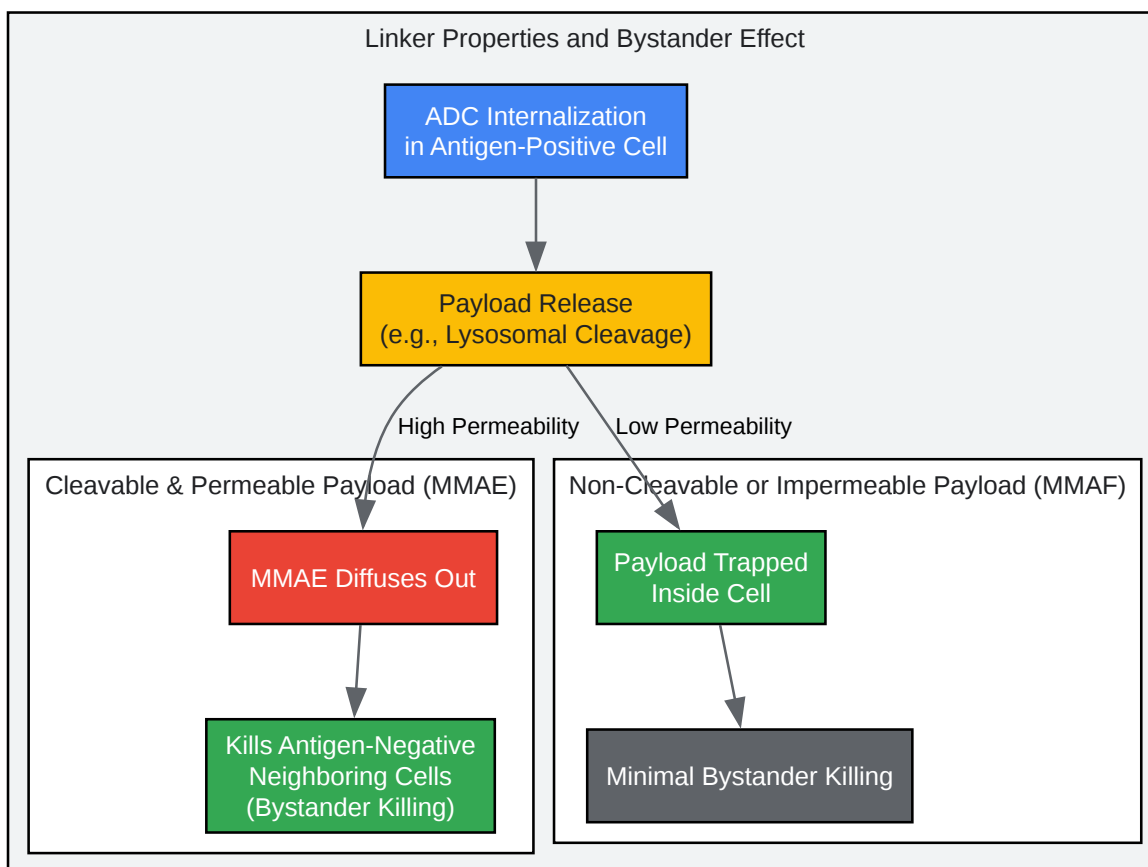 Linker Properties and Bystander Effect
ADC Internalization
in Antigen-Positive Cell
Payload Release
(e.g., Lysosomal Cleavage)
High Permeability
Low Permeability
Cleavable & Permeable Payload (MMAE)
Non-Cleavable or Impermeable Payload (MMAF)
MMAE Diffuses Out
Payload Trapped
Inside Cell
Kills Antigen-Negative
Neighboring Cells
(Bystander Killing)
Minimal Bystander Killing